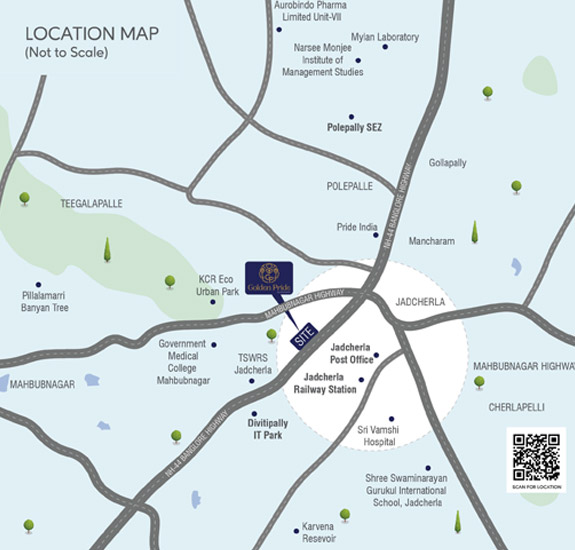 LOCATION MAP
(Not to Scale)
Aurobindo Pharma
Limited Unit-VII
Mylan Laboratory
Narsee Monjee
Institute of
Management Studies
Polepally SEZ
Gollapally
POLEPALLE
TEEGALAPALLE
NH-44 BANGLORE HIGHWAY
Pride India
Mancharam
Pillalamarri
Banyan Tree
KCR Eco
Urban Park
Golden Pride
MAHBUBNAGAR HIGHWAY
JADCHERLA
SITE
Government
Medical
College
Mahbubnagar
TSWRS
Jadcherla
Jadcherla
Post Office
Jadcherla
Railway Station
MAHBUBNAGAR HIGHWA
MAHBUBNAGAR
CHERLAPELLI
Divitipally
IT Park
NH-44 BANGLORE HIGHWAY
Sri Vamshi
Hospital
Shree Swaminarayan
Gurukul International
School, Jadcherla
SCAN FOR LOCATION
Karvena
Resevoir